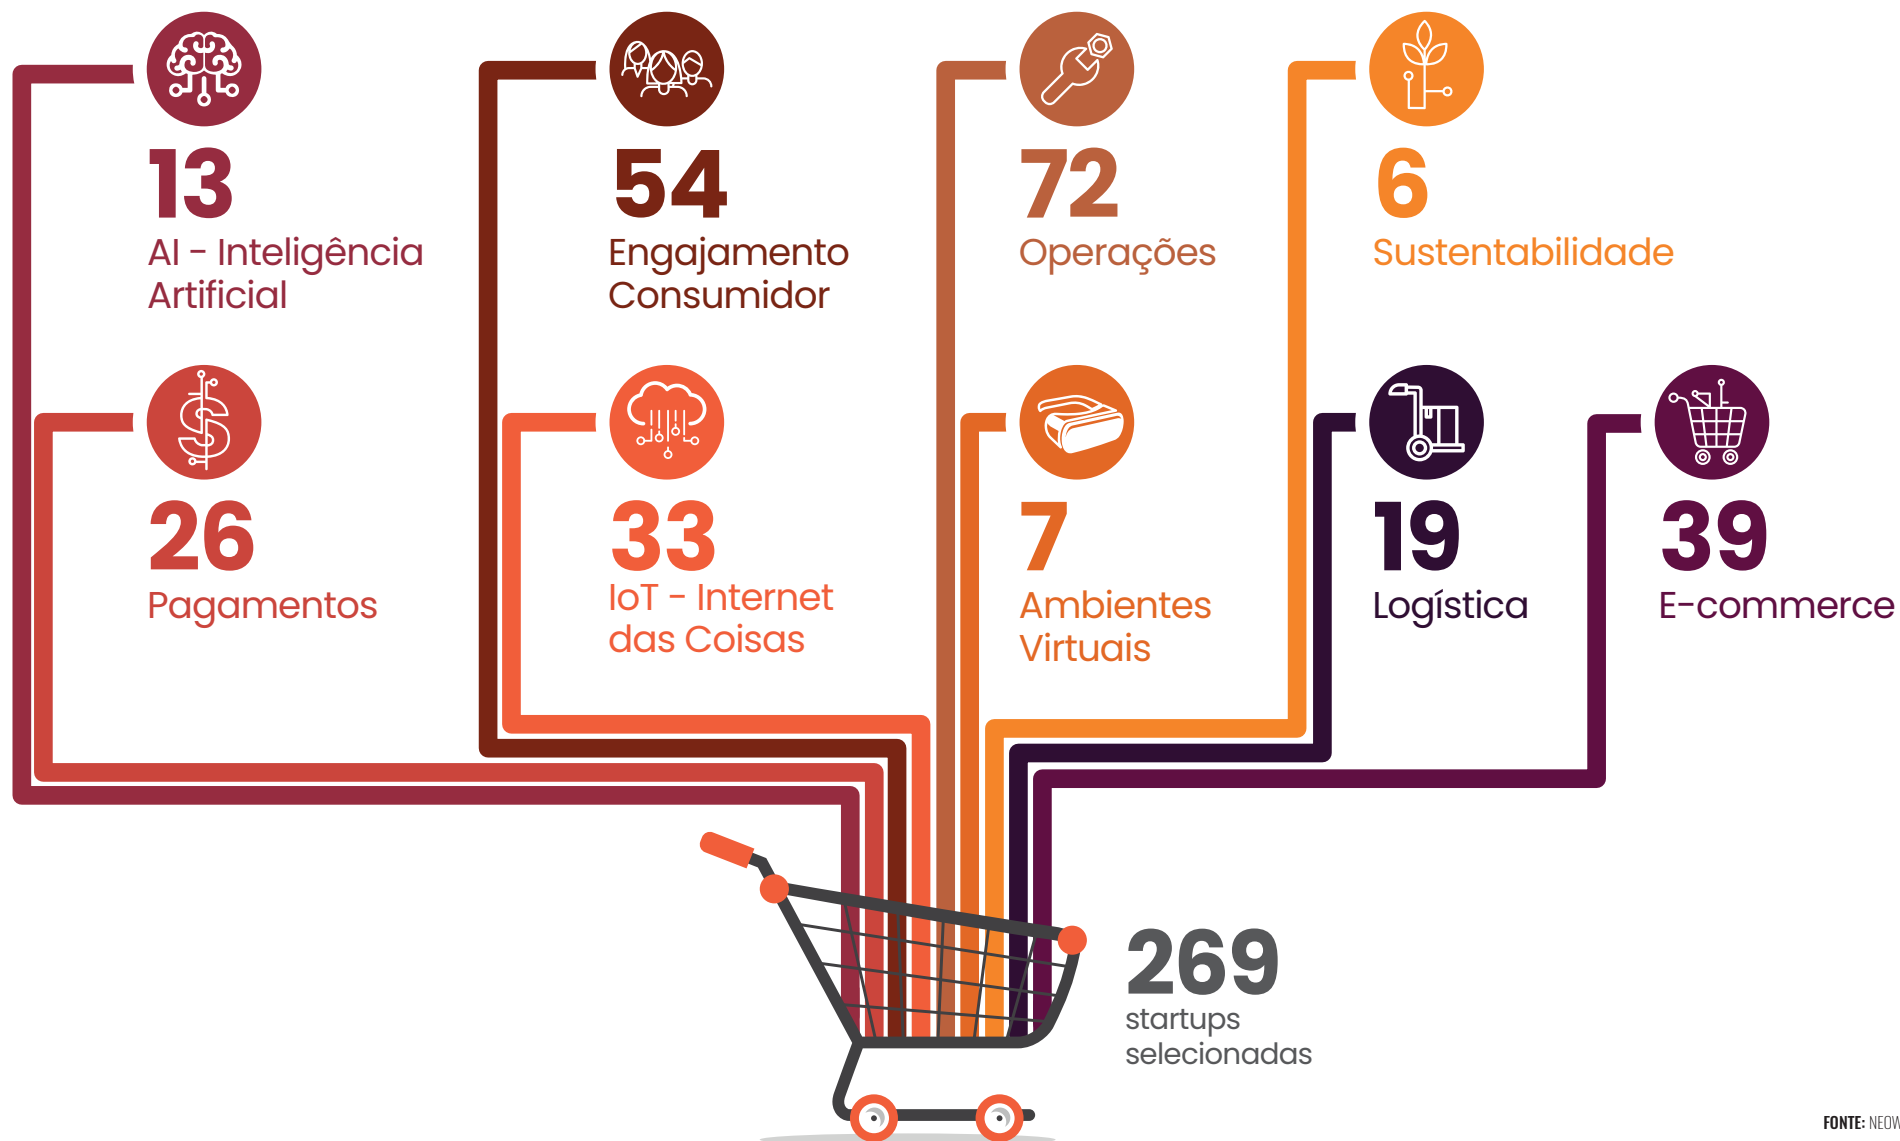 13
AI - Inteligência
Artificial
54
Engajamento
Consumidor
72
Operações
6
Sustentabilidade
26
Pagamentos
33
IoT - Internet
das Coisas
7
Ambientes
Virtuais
19
Logística
39
E-commerce
269
startups
selecionadas
FONTE: